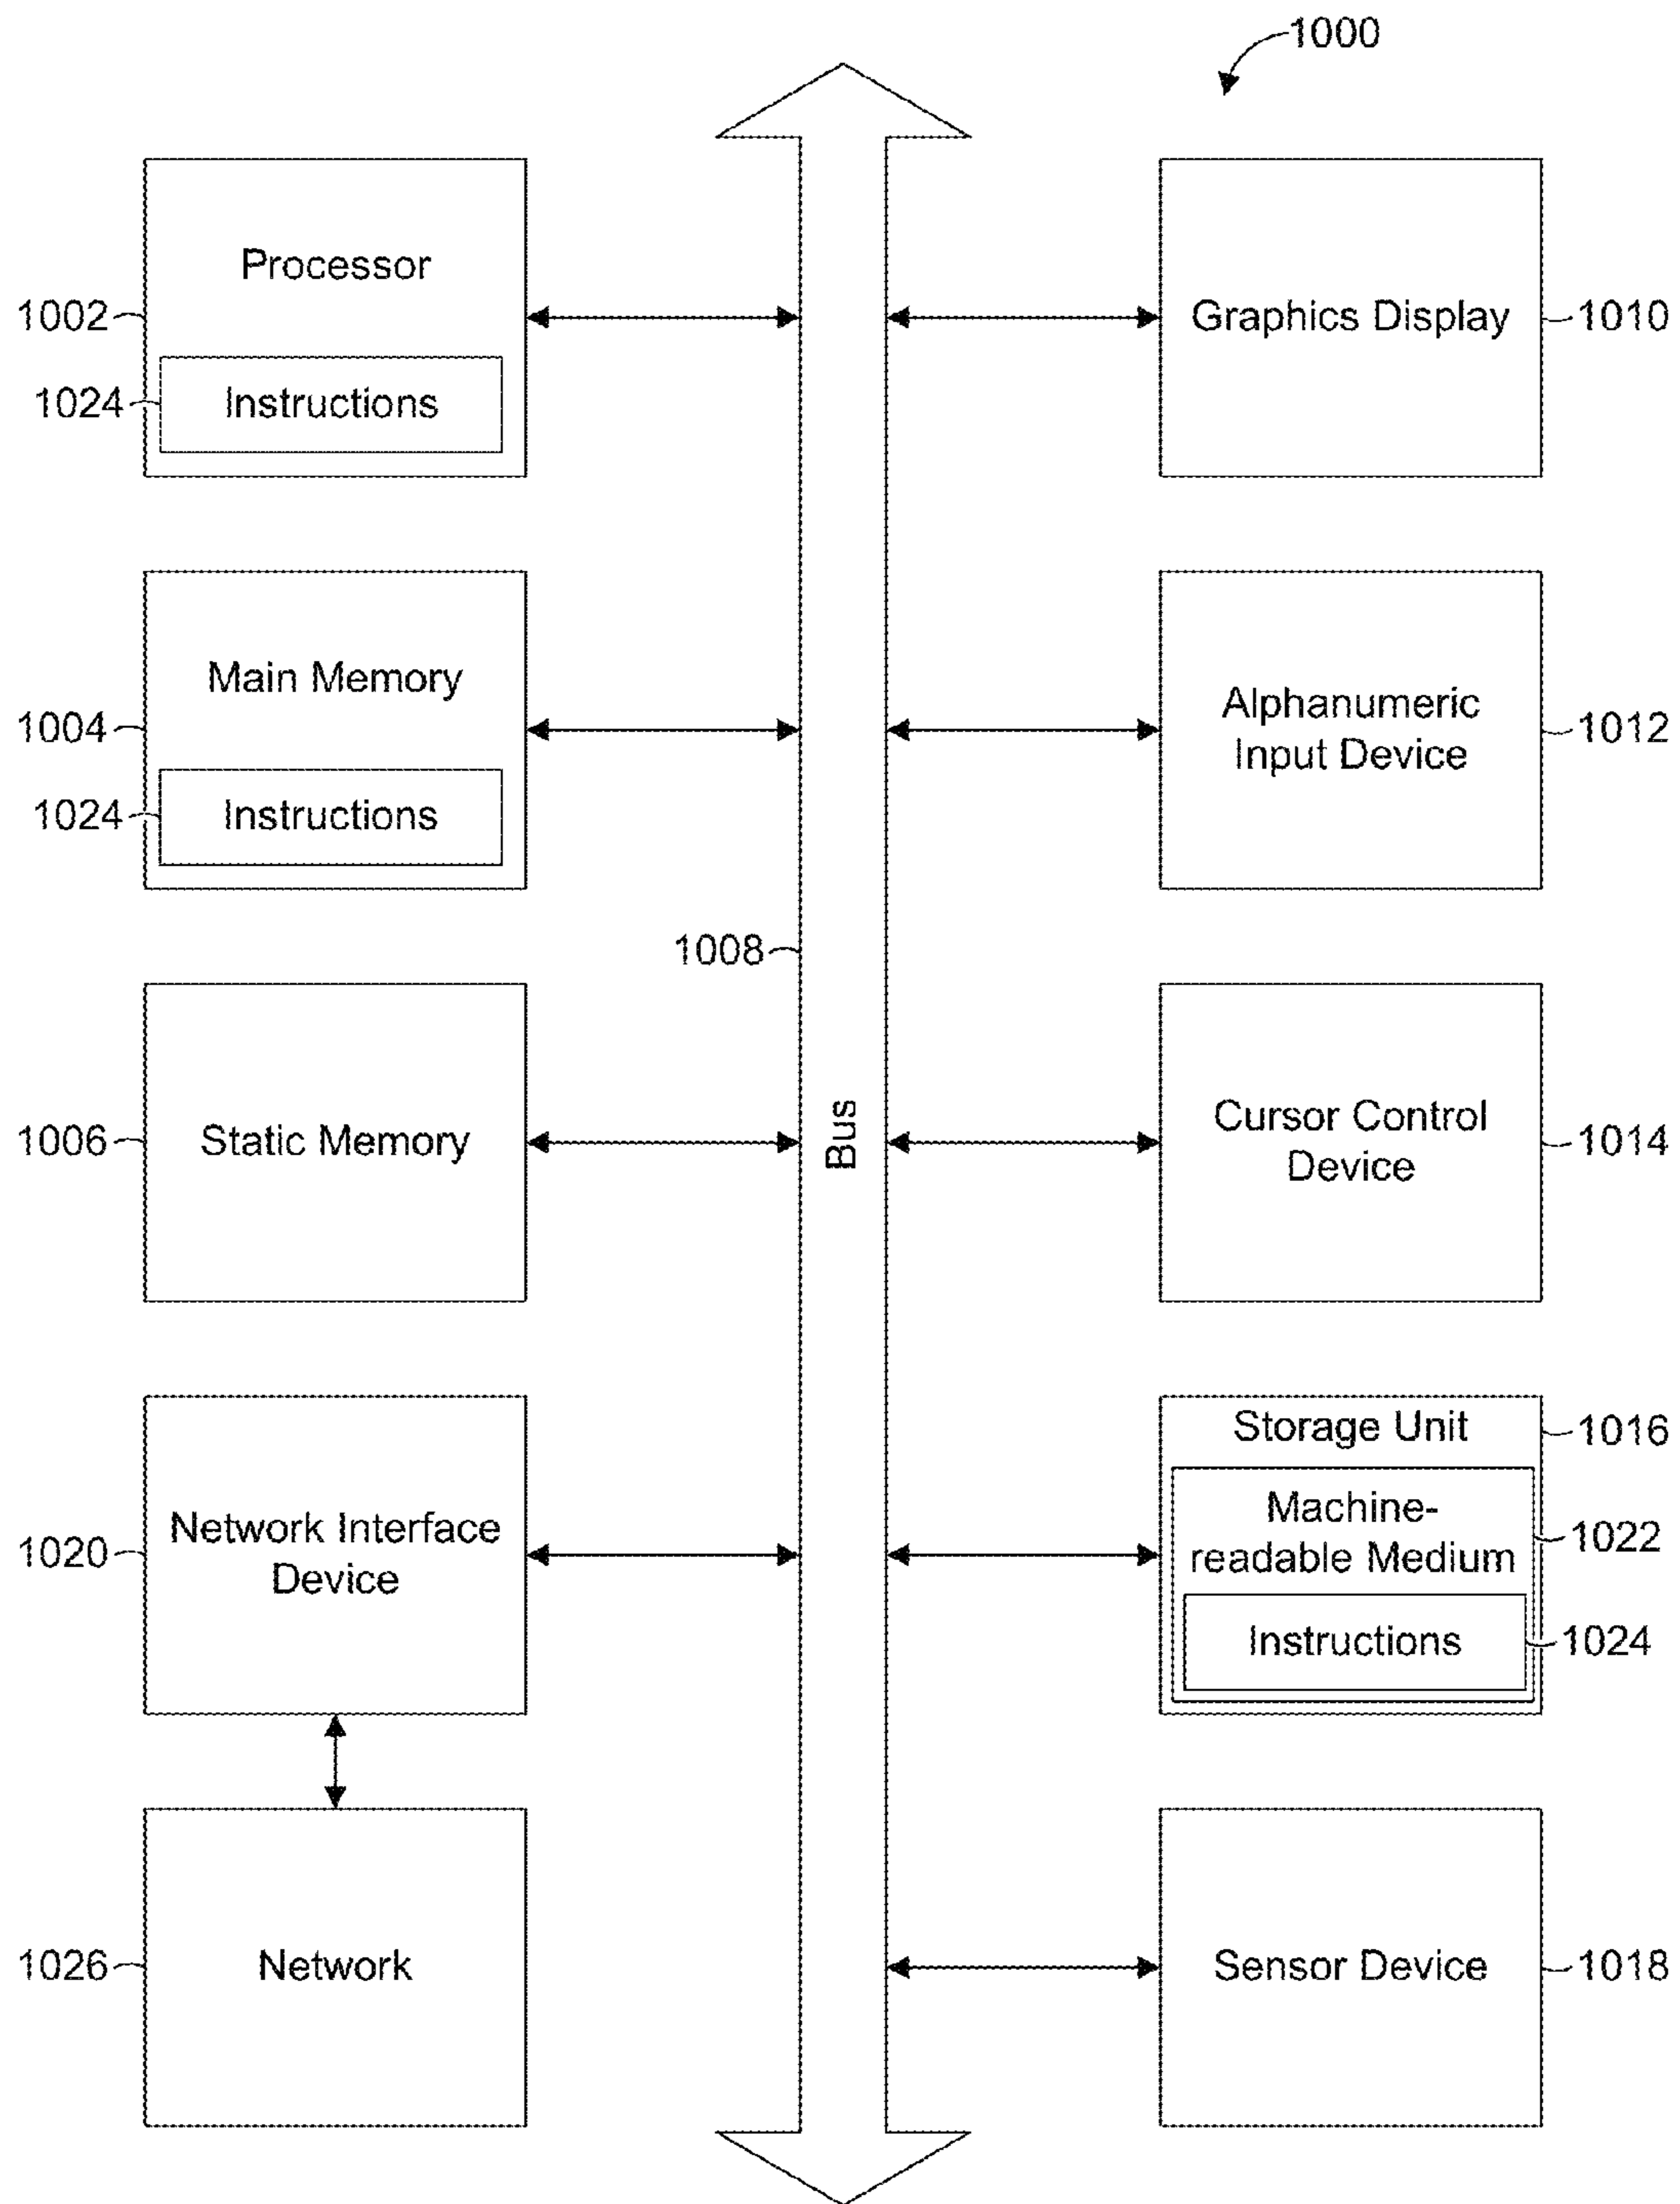 1000
Processor
1002
1024
Instructions
Graphics Display
1010
Main Memory
1004
1024
Instructions
Alphanumeric
Input Device
1012
1008
Bus
Static Memory
1006
Cursor Control
Device
1014
Network Interface
Device
1020
Storage Unit
1016
Machine-
readable Medium
1022
Instructions
1024
Network
1026
Sensor Device
1018